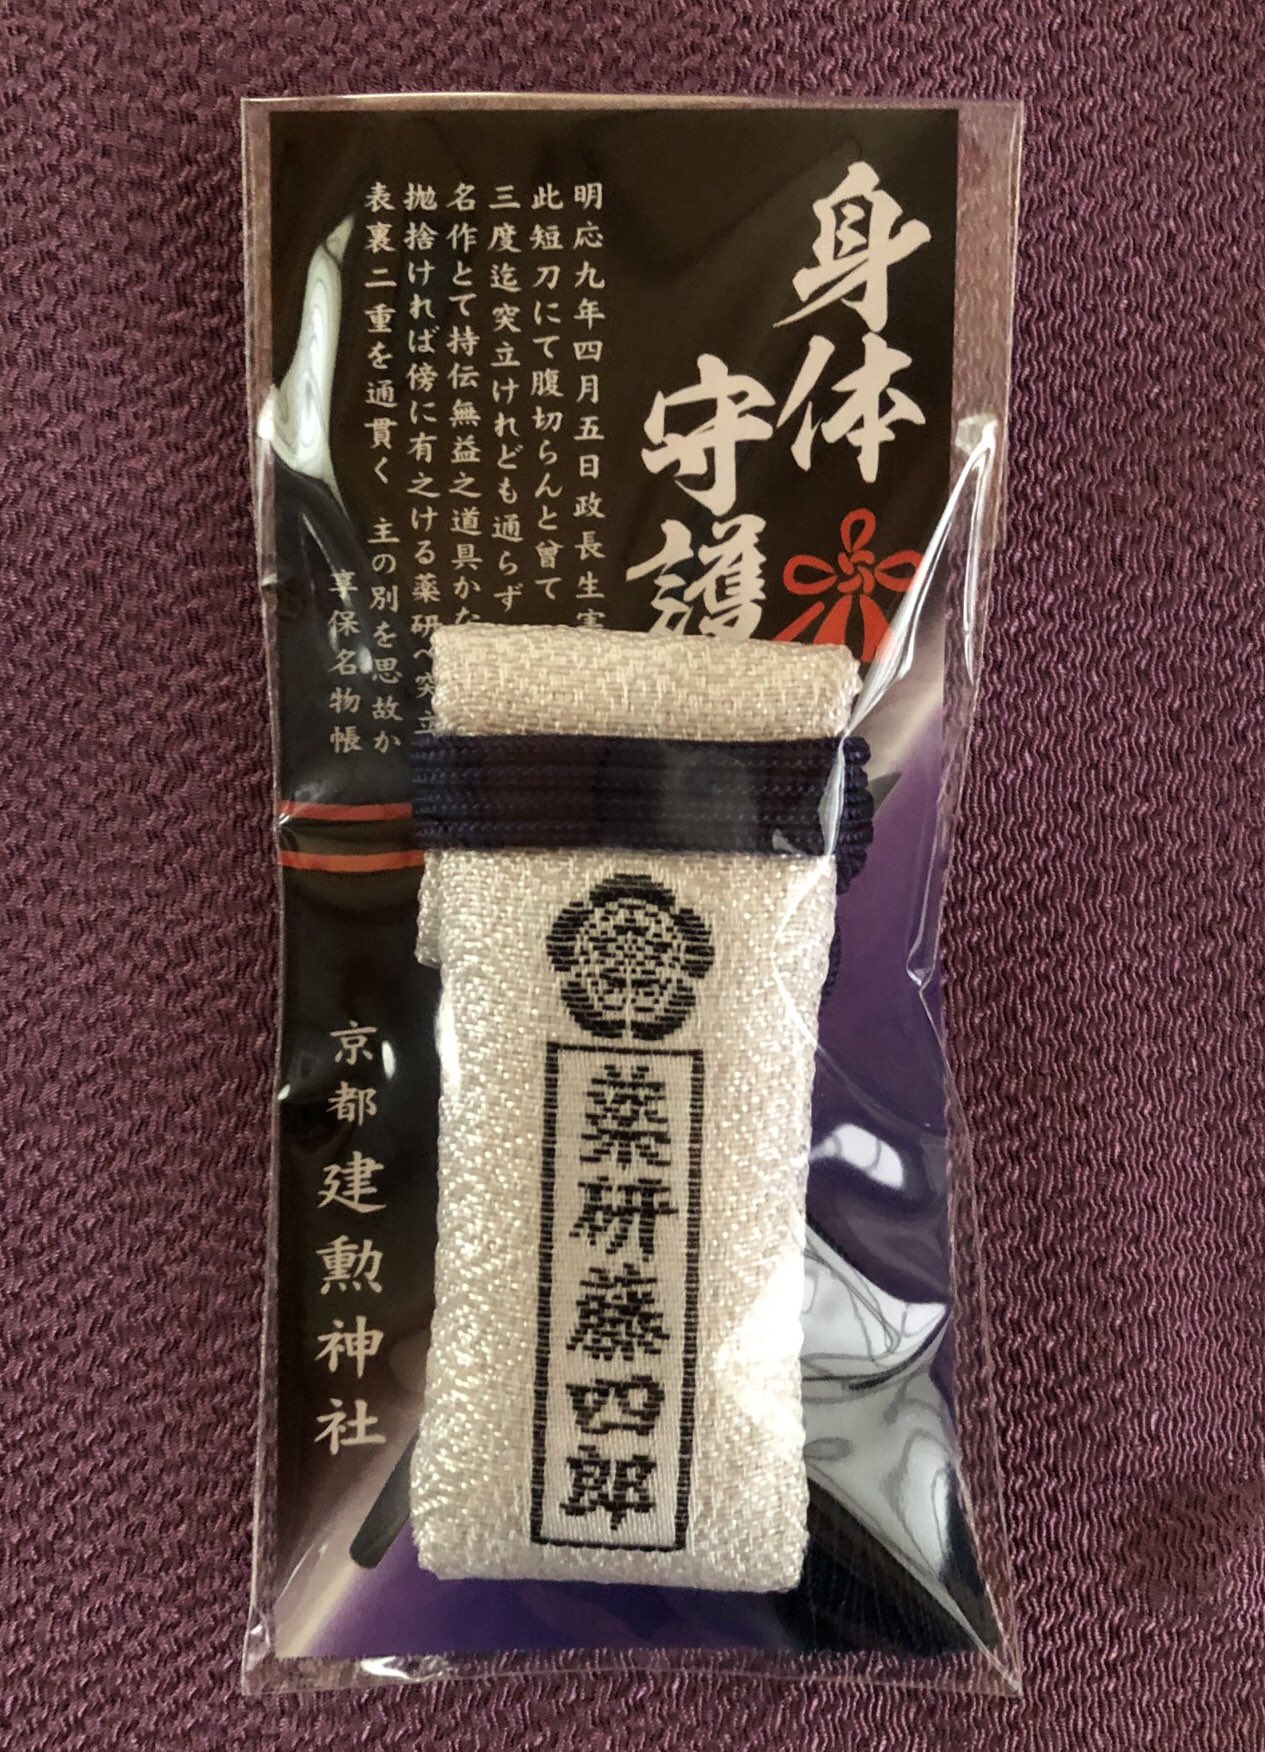 身体
守護
明応九年四月五日政長生害
此短刀にて腹切らんと曾て
三度迄突立けれども通らず
名作とて持伝無益之道具かな
抛捨ければ傍に有之ける薬研へ突立
表裏二重を通貫く 主の別を思故か
享保名物帳
京都 建勲神社
薬研藤四郎